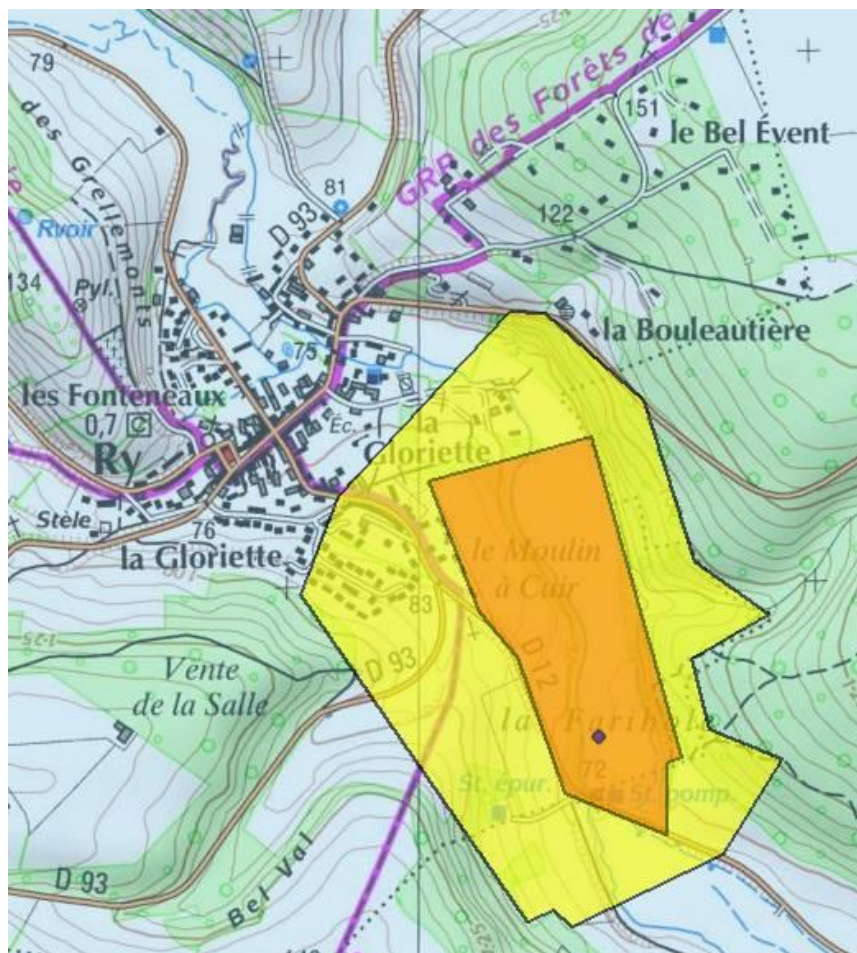 79
des Grellemonts
GRP des Forêts de
151
le Bel Event
81
D 93
122
Rvoir
134
Pyl.
75
la Bouleautière
les Fonteneaux
0,7 C
Éc.
la
Gloriette
Ry
Stèle
76
la Gloriette
le Moulin
à Cuir
83
D 93
D 12
Vente
de la Salle
la Faribole
72
St. épur.
St. pomp.
D 93
Bel Val